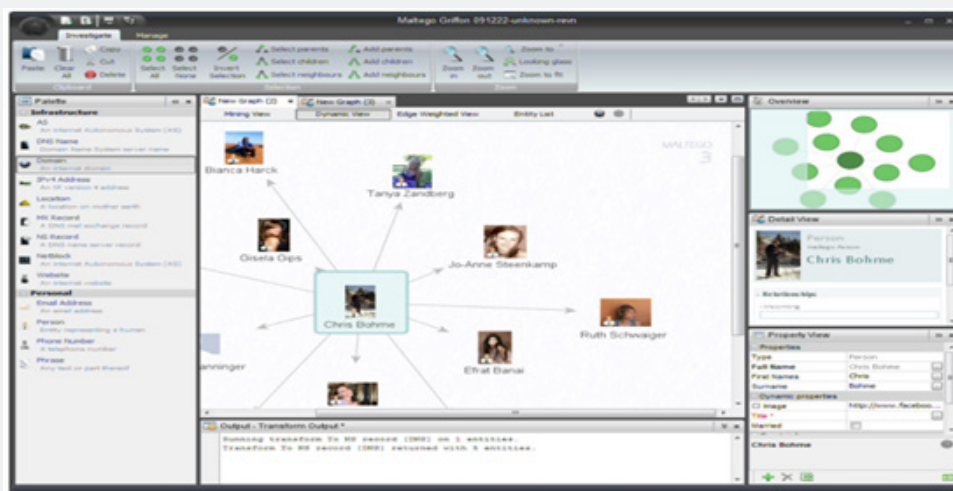 Maltego Griffon 091222-unknown-revn
Investigate Manage
Paste
Clear All
Copy
Cut
Delete
Clipboard
Select All
Select None
Invert Selection
Select parents
Select children
Select neighbours
Add parents
Add children
Add neighbours
Selection
Zoom in
Zoom out
Zoom to
Looking glass
Zoom to fit
Zoom
Palette
Infrastructure
AS
An internet Autonomous System (AS)
DNS Name
Domain Name System server name
Domain
An internet domain
IPv4 Address
An IP version 4 address
Location
A location on mother earth
MX Record
A DNS mail exchange record
NS Record
A DNS name server record
Netblock
An internet Autonomous System (AS)
Website
An internet website
Personal
Email Address
An email address
Person
Entity representing a human
Phone Number
A telephone number
Phrase
Any text or part thereof
New Graph (2) New Graph (3)
Mining View Dynamic View Edge Weighted View Entity List
MALTEGO
3
Bianca Harck
Tanya Zandberg
Gisela Gips
Jo-Anne Steenkamp
Chris Bohme
Ruth Schwaiger
anninger
Efrat Banai
Output - Transform Output
Running transform To NS record (DNS) on 1 entities.
Transform To NS record (DNS) returned with 5 entities.
Overview
Detail View
Person
maltego.Person
Chris Bohme
Relationships
Incoming
Property View
Properties
Type Person
Full Name Chris Bohme
First Names Chris
Surname Bohme
Dynamic properties
Image http://www.faceboo...
Title *
Married
Chris Bohme